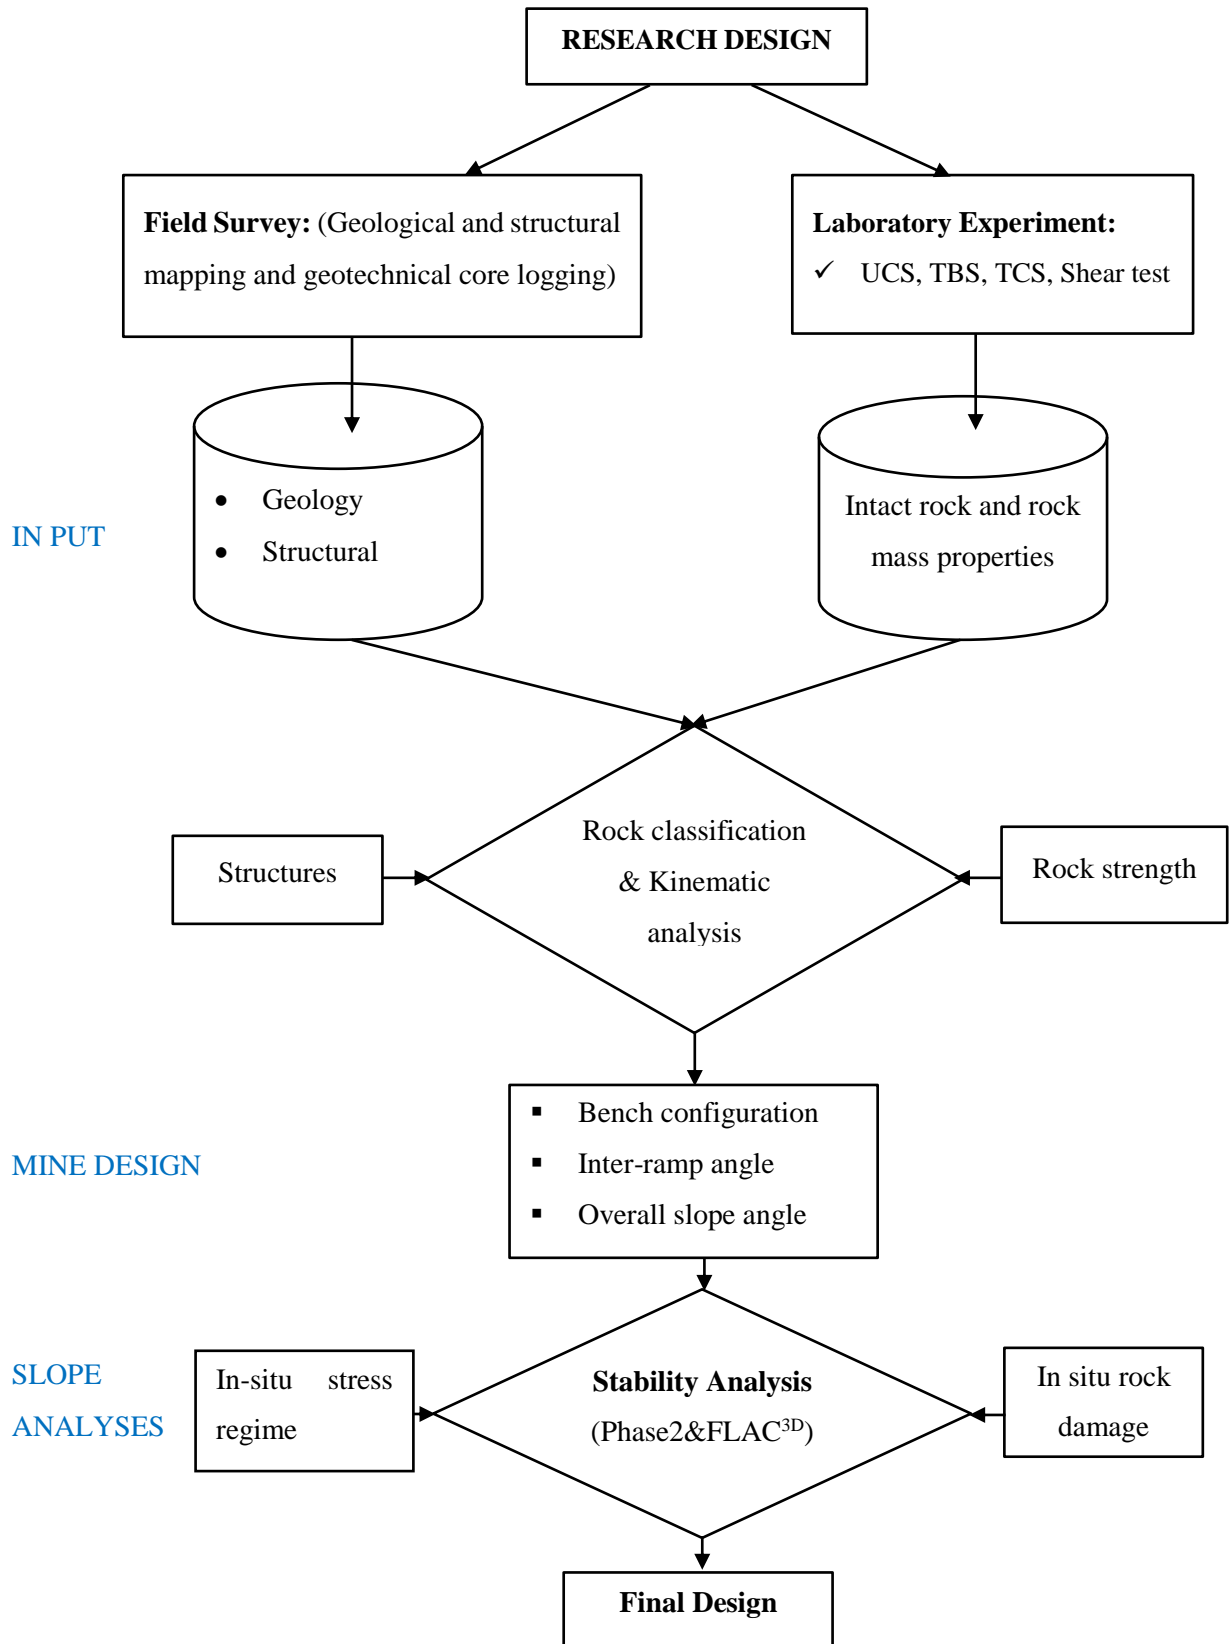 RESEARCH DESIGN
Field Survey: (Geological and structural
mapping and geotechnical core logging)
Laboratory Experiment:
✓ UCS, TBS, TCS, Shear test
IN PUT
• Geology
• Structural
Intact rock and rock
mass properties
Structures
Rock classification
& Kinematic
analysis
Rock strength
MINE DESIGN
▪ Bench configuration
▪ Inter-ramp angle
▪ Overall slope angle
SLOPE
ANALYSES
In-situ stress
regime
Stability Analysis
(Phase2&FLAC3D)
In situ rock
damage
Final Design